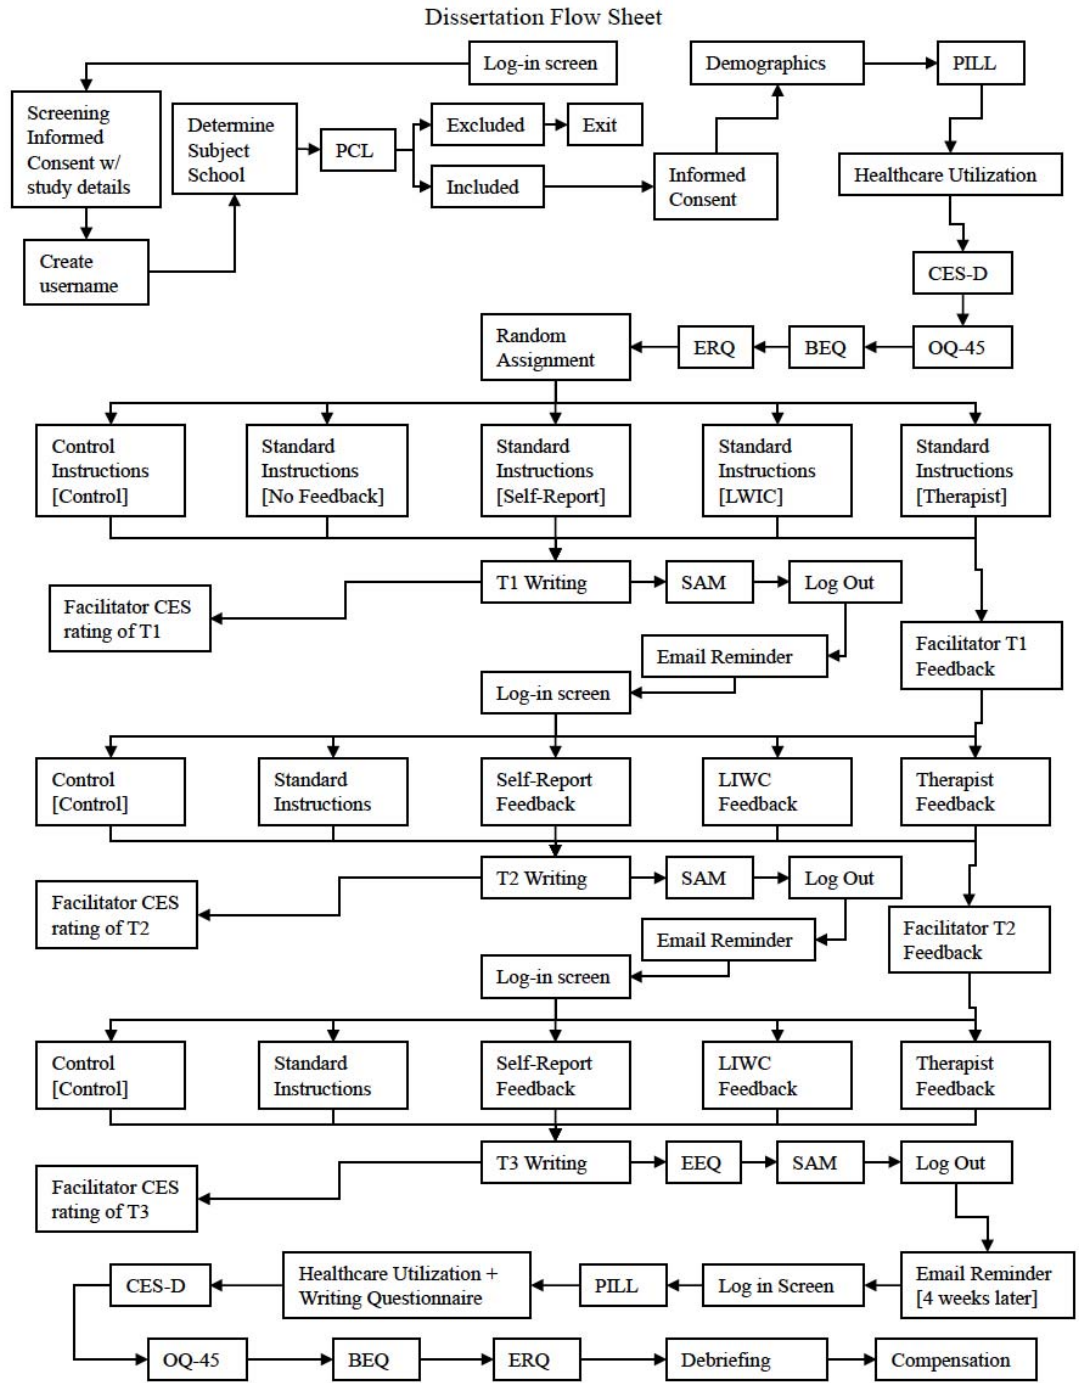 Dissertation Flow Sheet
Log-in screen
Demographics
PILL
Screening
Informed
Consent w/
study details
Determine
Subject
School
PCL
Excluded
Exit
Included
Informed
Consent
Healthcare Utilization
Create
username
CES-D
Random
Assignment
ERQ
BEQ
OQ-45
Control
Instructions
[Control]
Standard
Instructions
[No Feedback]
Standard
Instructions
[Self-Report]
Standard
Instructions
[LWIC]
Standard
Instructions
[Therapist]
T1 Writing
SAM
Log Out
Facilitator CES
rating of T1
Email Reminder
Facilitator T1
Feedback
Log-in screen
Control
[Control]
Standard
Instructions
Self-Report
Feedback
LIWC
Feedback
Therapist
Feedback
T2 Writing
SAM
Log Out
Facilitator CES
rating of T2
Email Reminder
Facilitator T2
Feedback
Log-in screen
Control
[Control]
Standard
Instructions
Self-Report
Feedback
LIWC
Feedback
Therapist
Feedback
T3 Writing
EEQ
SAM
Log Out
Facilitator CES
rating of T3
Email Reminder
[4 weeks later]
Log in Screen
PILL
Healthcare Utilization +
Writing Questionnaire
CES-D
OQ-45
BEQ
ERQ
Debriefing
Compensation